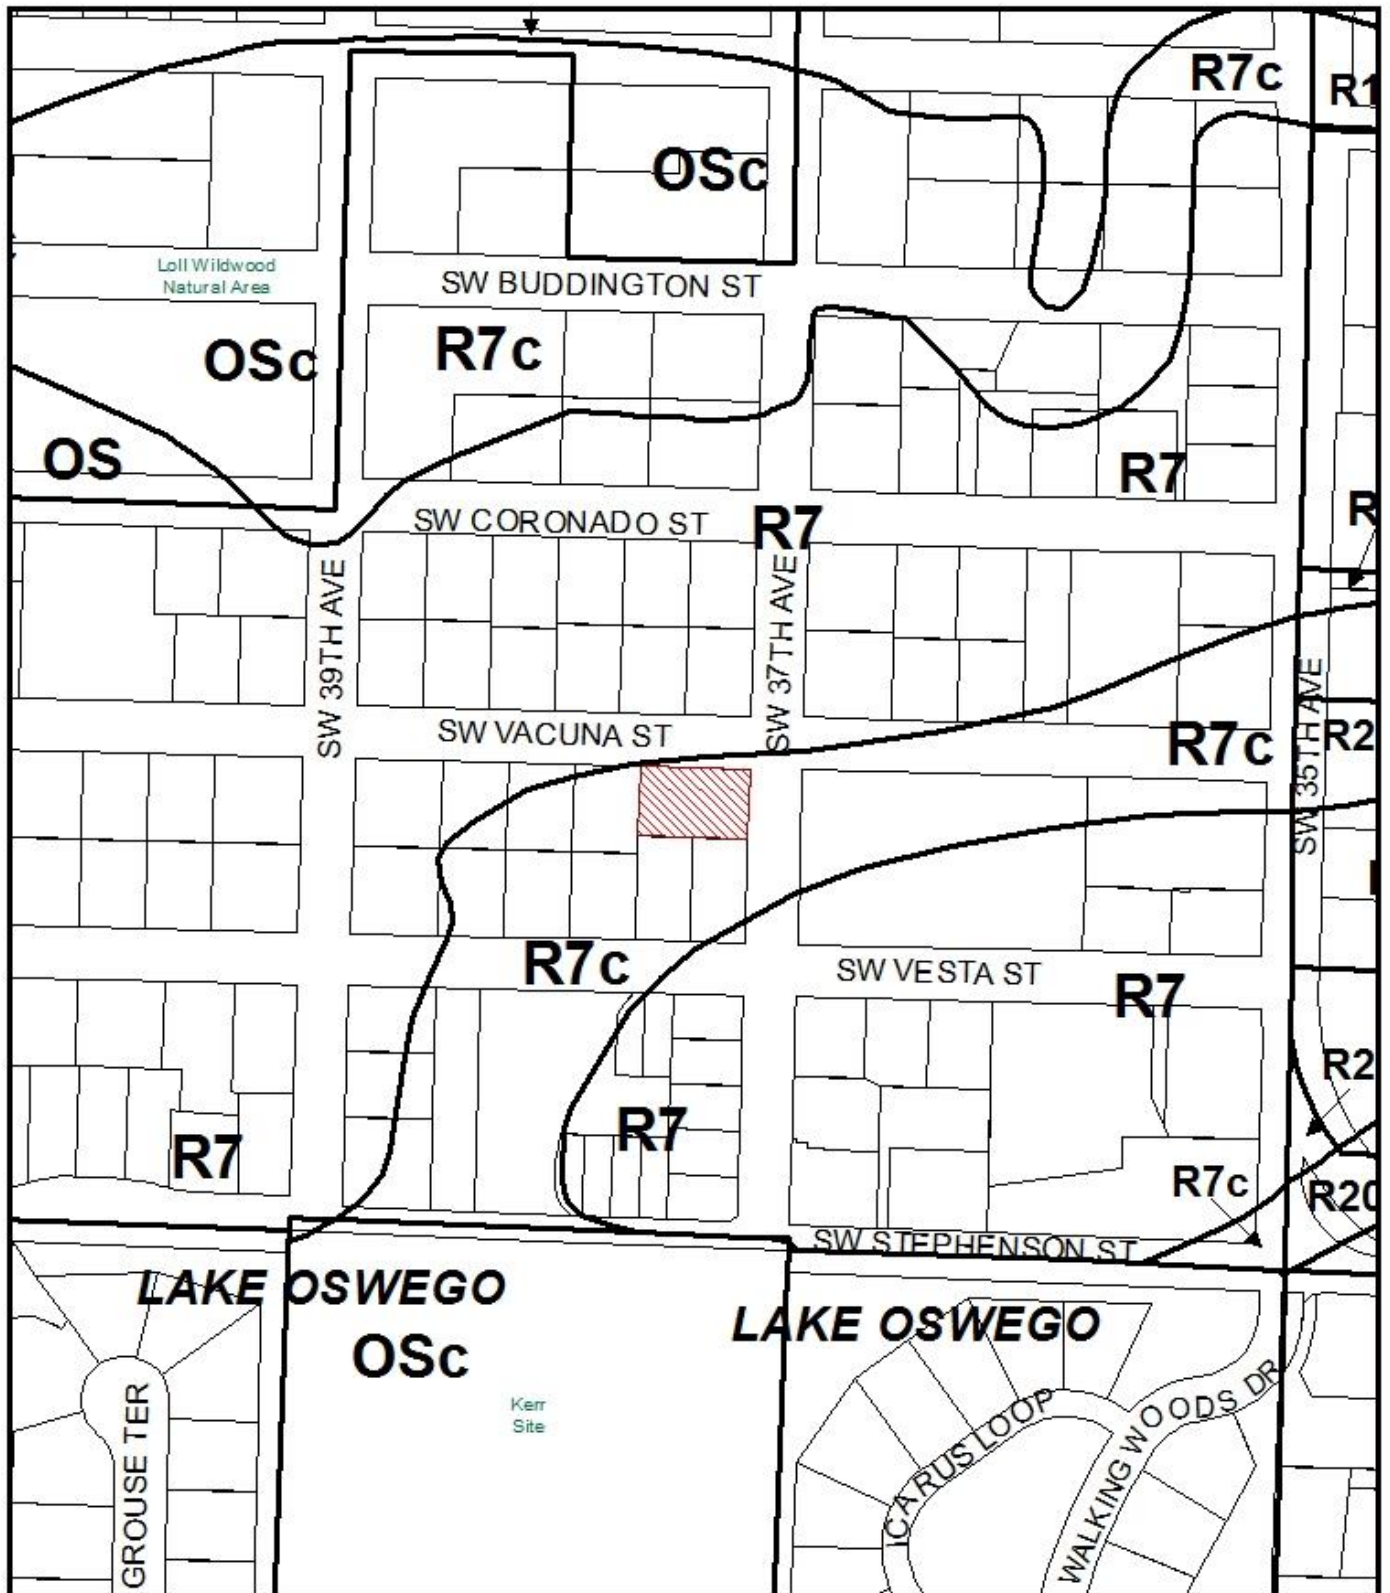 R7c
R1
OSc
Loll Wildwood
Natural Area
SW BUDDINGTON ST
OSc
R7c
OS
R7
SW CORONADO ST
R7
R
SW 39TH AVE
SW 37TH AVE
SW 35TH AVE
SW VACUNA ST
R7c
R2
R7c
SW VESTA ST
R7
R2
R7
R7
R7c
R20
SW STEPHENSON ST
LAKE OSWEGO
LAKE OSWEGO
OSc
Kerr
Site
GROUSE TER
ICARUS LOOP
WALKING WOODS DR